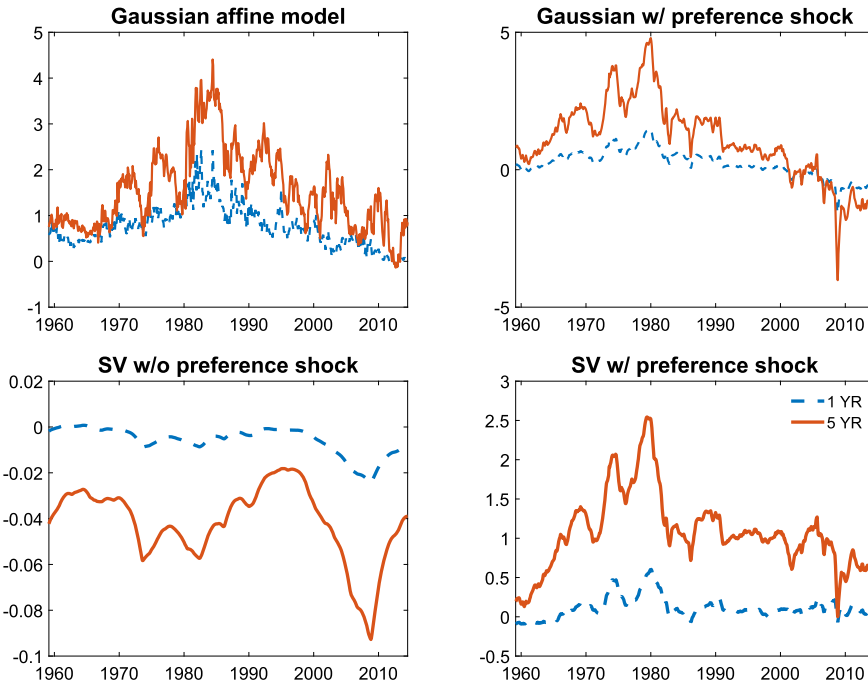 Gaussian affine model
5
4
3
2
1
0
-1
1960 1970 1980 1990 2000 2010
Gaussian w/ preference shock
5
0
-5
1960 1970 1980 1990 2000 2010
SV w/o preference shock
0.02
0
-0.02
-0.04
-0.06
-0.08
-0.1
1960 1970 1980 1990 2000 2010
SV w/ preference shock
3
2.5
2
1.5
1
0.5
0
-0.5
1960 1970 1980 1990 2000 2010
1 YR
5 YR